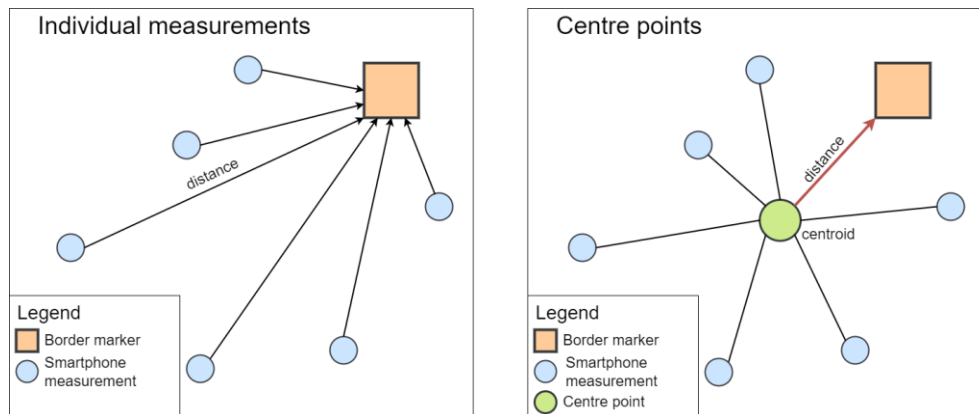 Individual measurements
distance
Legend
Border marker
Smartphone
measurement
Centre points
distance
centroid
Legend
Border marker
Smartphone
measurement
Centre point